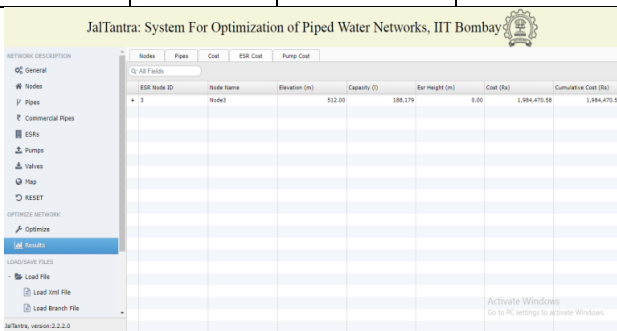 JalTantra: System For Optimization of Piped Water Networks, IIT Bombay
NETWORK DESCRIPTION
General
Nodes
Pipes
Commercial Pipes
ESRs
Pumps
Valves
Map
RESET
OPTIMIZE NETWORK
Optimize
Results
LOAD/SAVE FILES
Load File
Load Xml File
Load Branch File
JalTantra, version:2.2.2.0
Nodes Pipes Cost ESR Cost Pump Cost
All Fields
ESR Node ID Node Name Elevation (m) Capacity (l) Esr Height (m) Cost (Rs) Cumulative Cost (Rs)
+ 3 Node3 512.00 188,179 0.00 1,984,470.58 1,984,470.5
Activate Windows
Go to PC settings to activate Windows.